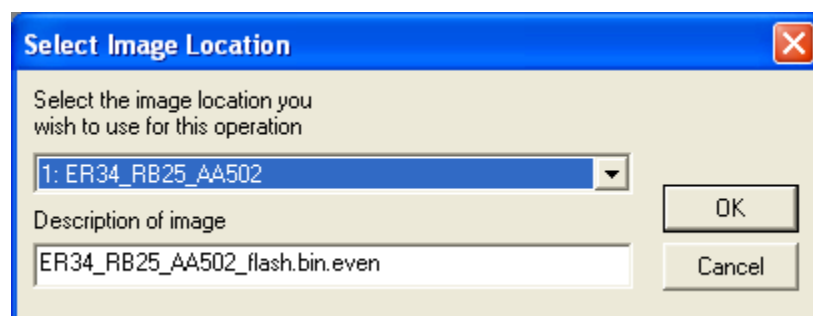 Select Image Location
Select the image location you
wish to use for this operation
1: ER34_RB25_AA502
Description of image
ER34_RB25_AA502_flash.bin.even
OK
Cancel